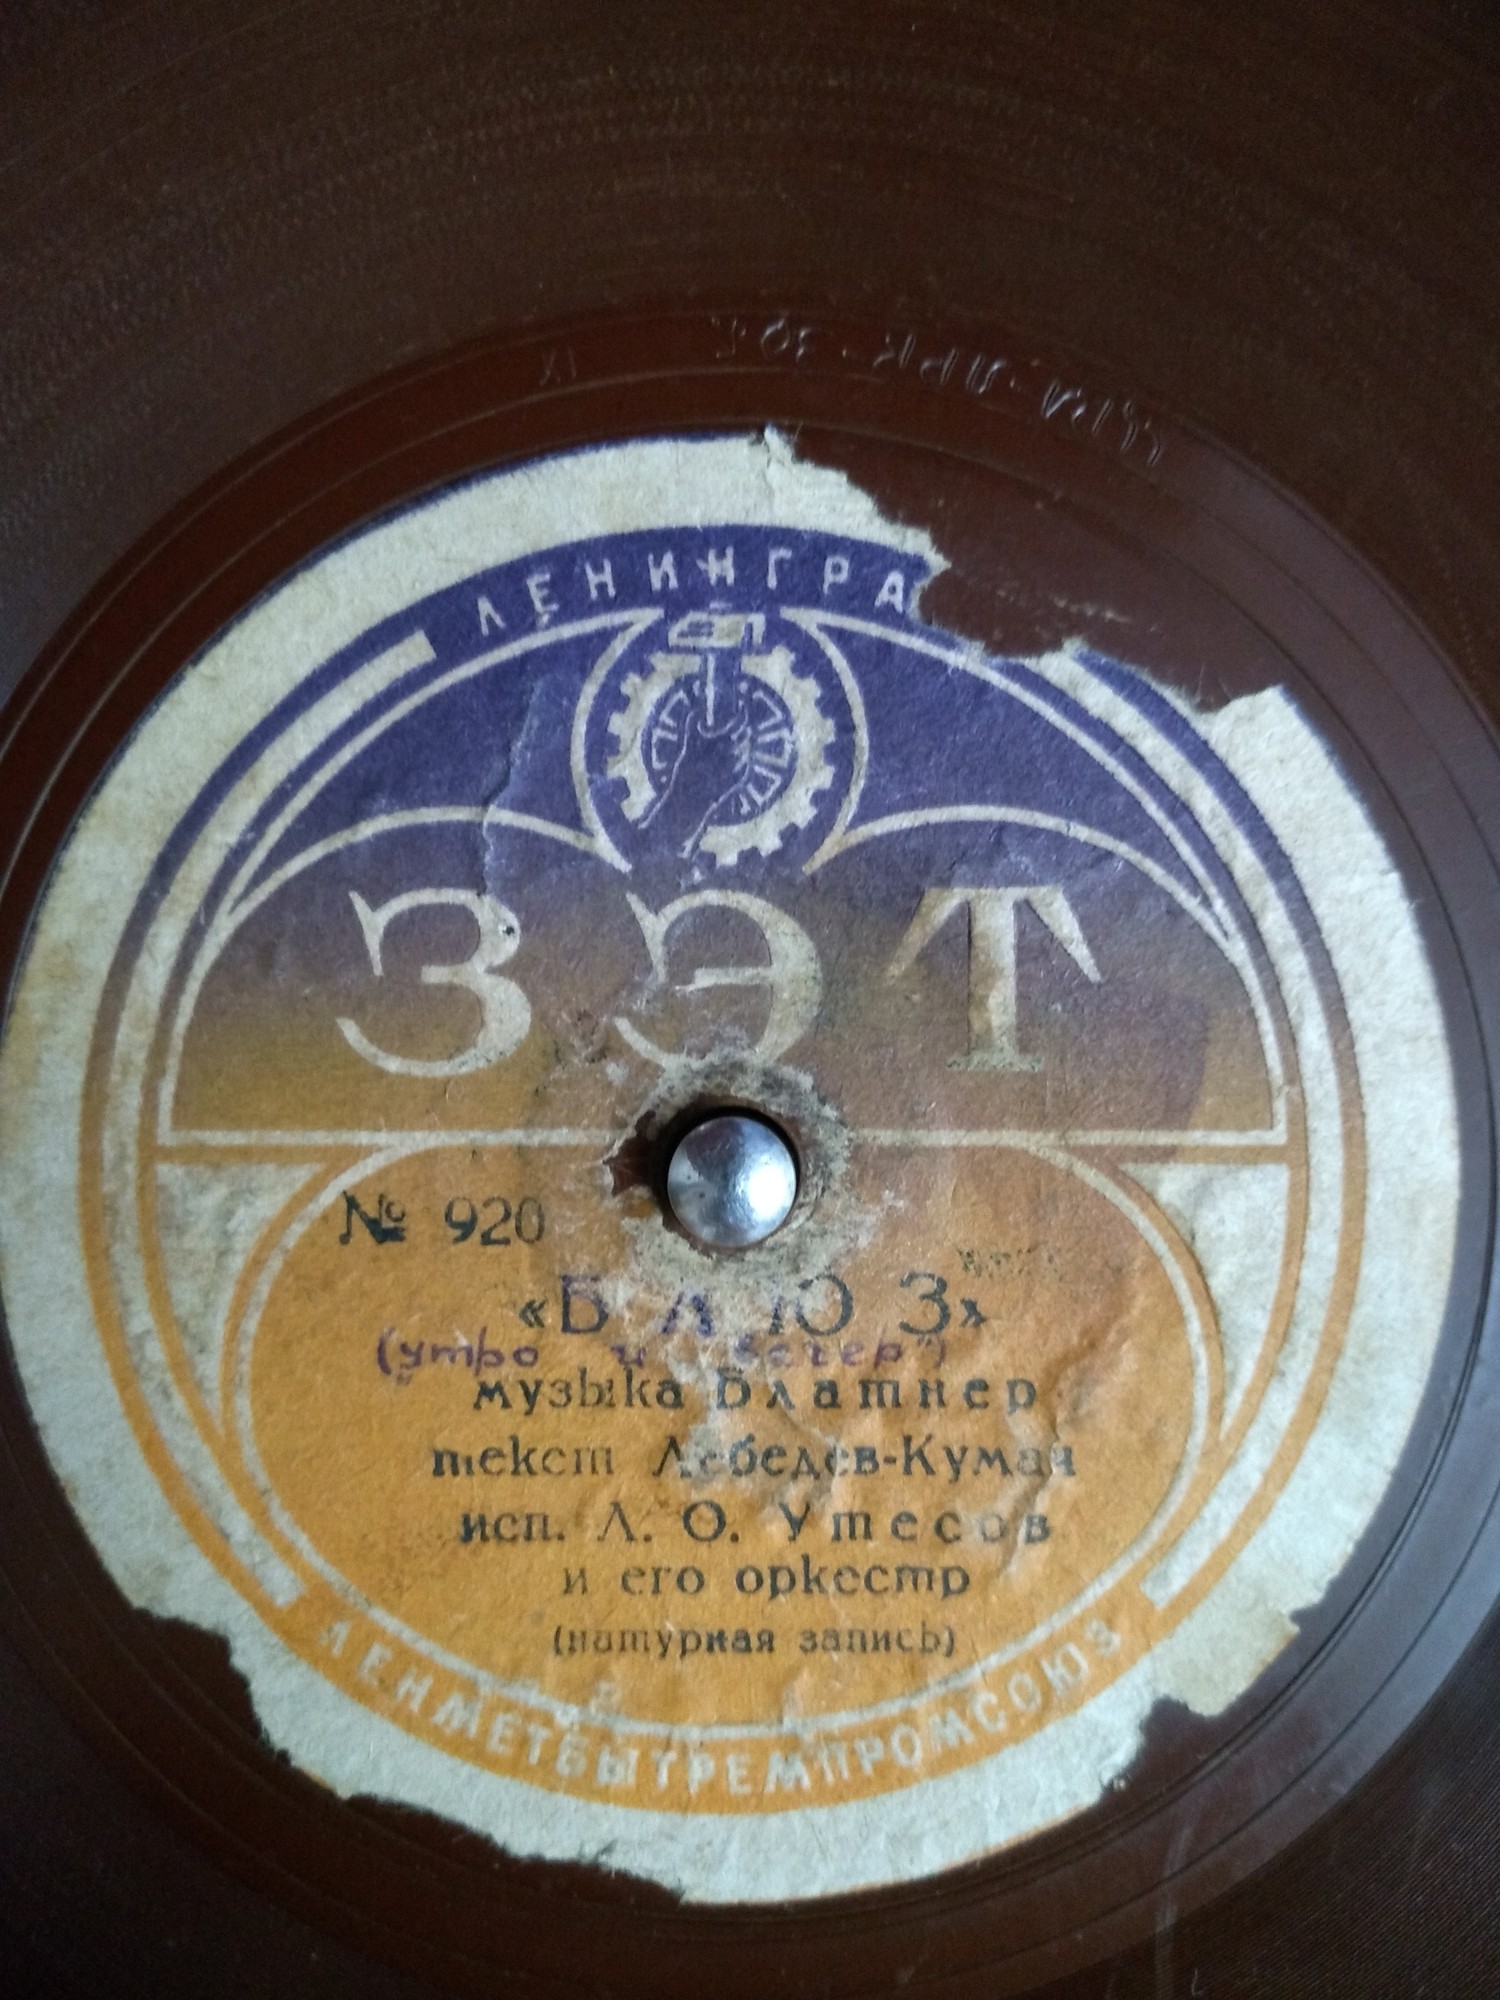 ЛЕНИНГРА
ЗЭТ
№ 920
«БЛЮЗ»
(утро и вечер)
музыка Блатнер
текст Лебедев-Кумач
исп. Л. О. Утесов
и его оркестр
(натурная запись)
ЛЕНМЕТБЫТРЕМПРОМСОЮЗ